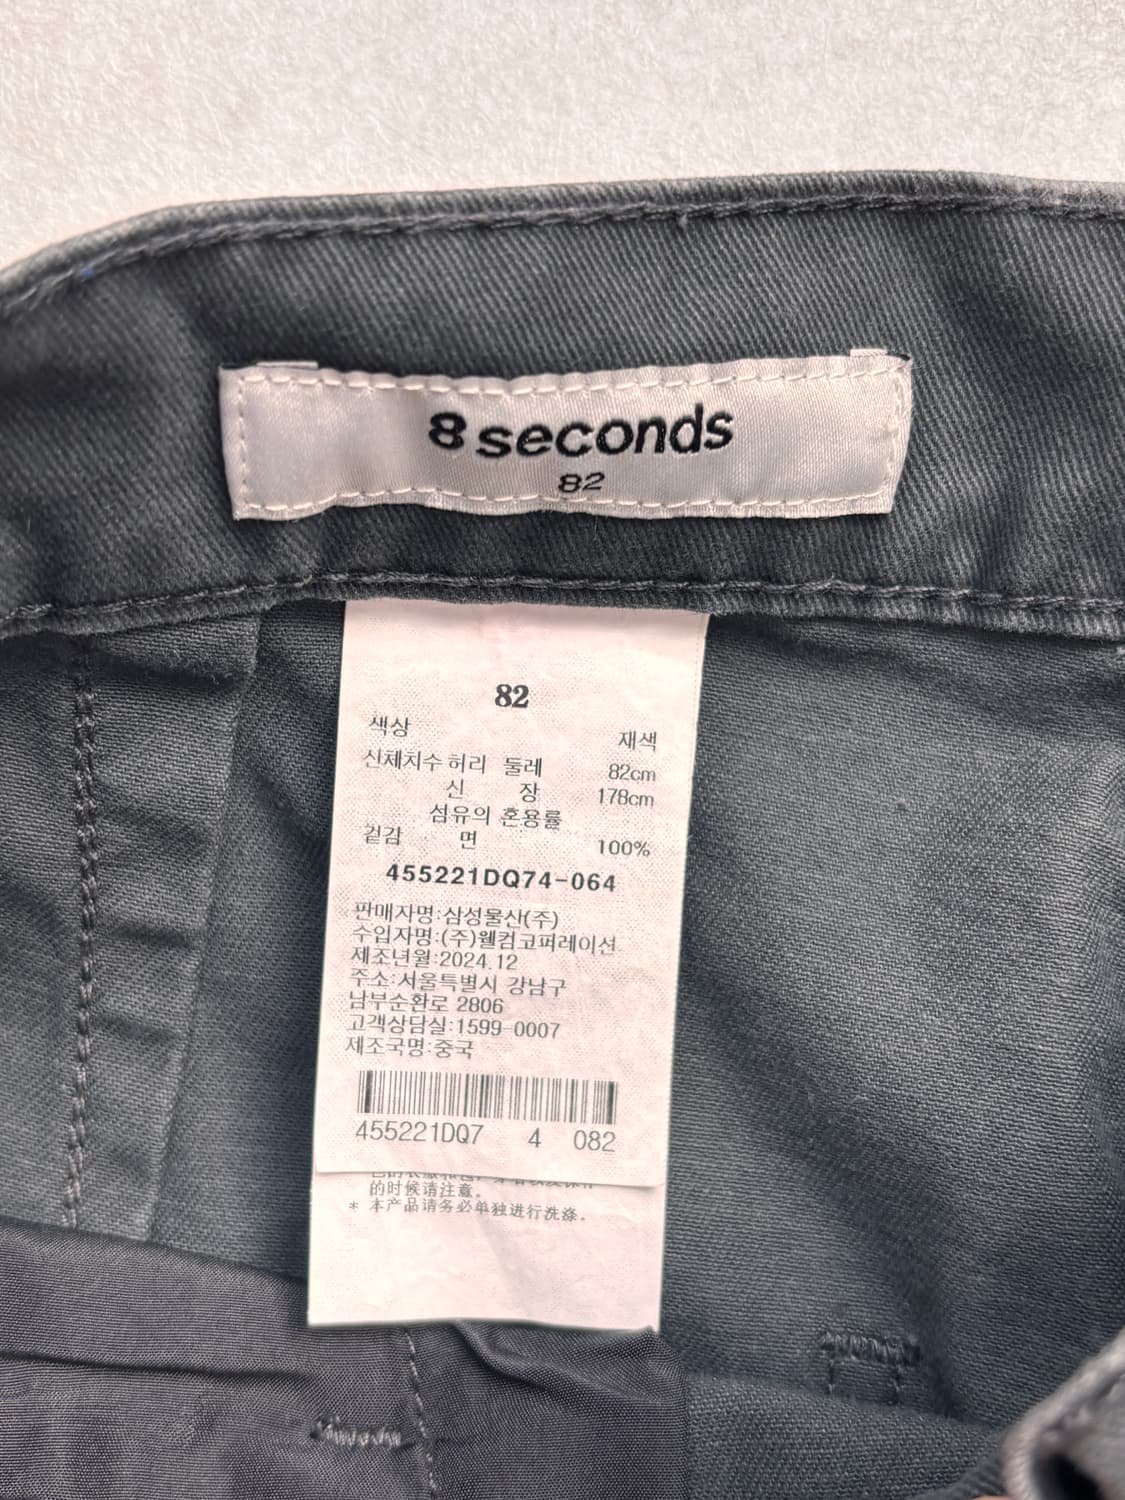 8 seconds
82
82
색상 재색
신체치수 허리 둘레 82cm
신 장 178cm
섬유의 혼용률
겉감 면 100%
455221DQ74-064
판매자명:삼성물산(주)
수입자명:(주)웰컴코퍼레이션
제조년월:2024.12
주소:서울특별시 강남구
남부순환로 2806
고객상담실:1599-0007
제조국명:중국
455221DQ7 4 082
的时候请注意。
* 本产品请务必单独进行洗涤。